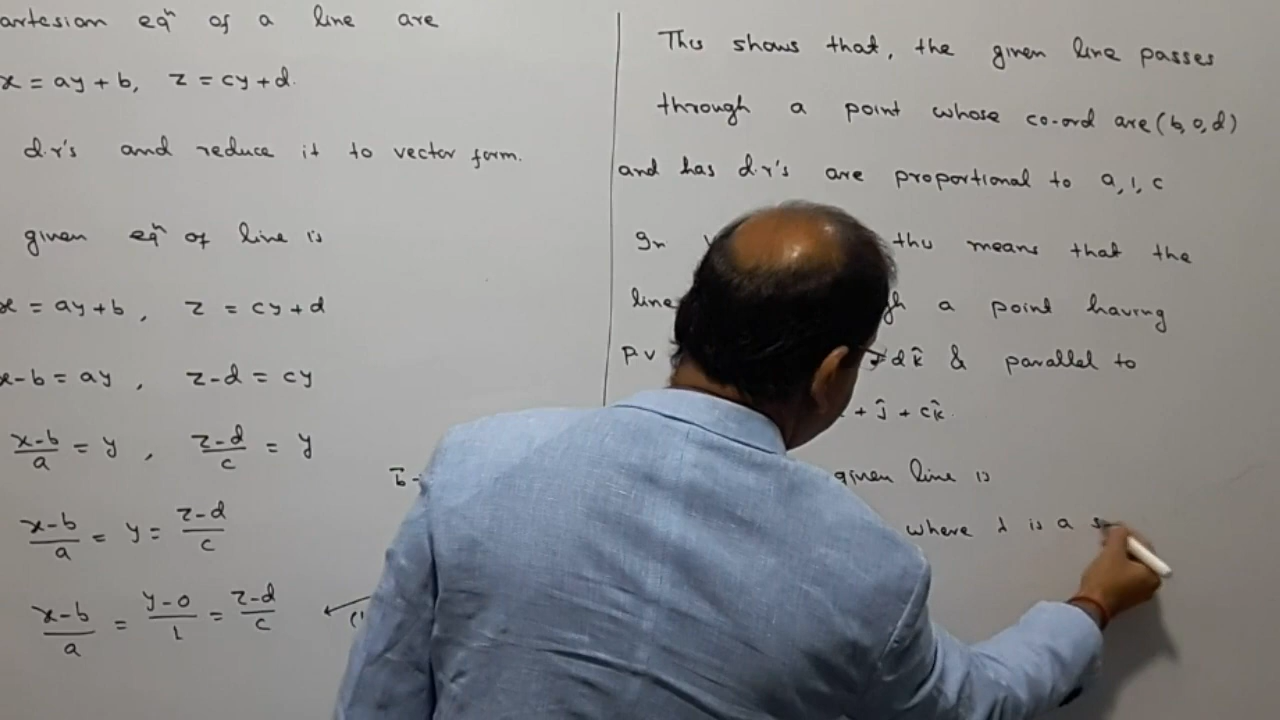 artesian eqⁿ of a line are
x = ay + b, z = cy + d.
d.r's and reduce it to vector form.
given eqⁿ of line is
x = ay + b , z = cy + d
x-b = ay , z-d = cy
x-b/a = y , z-d/c = y
x-b/a = y = z-d/c
x-b/a = y-0/1 = z-d/c
This shows that, the given line passes
through a point whose co-ord are (b, 0, d)
and has d.r's are proportional to a, 1, c
In this means that the
line a point having
P.V dk̂ & parallel to
+ ĵ + ck̂.
given line is
b̄
where λ is a